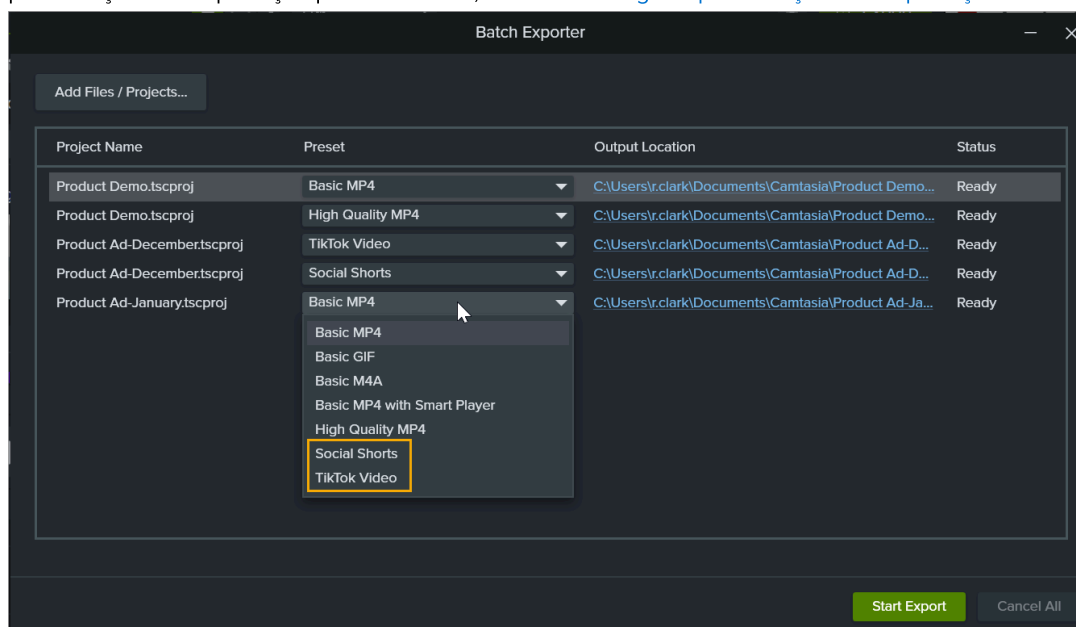 Batch Exporter
Add Files / Projects...
Project Name Preset Output Location Status
Product Demo.tscproj Basic MP4 C:\Users\r.clark\Documents\Camtasia\Product Demo... Ready
Product Demo.tscproj High Quality MP4 C:\Users\r.clark\Documents\Camtasia\Product Demo... Ready
Product Ad-December.tscproj TikTok Video C:\Users\r.clark\Documents\Camtasia\Product Ad-D... Ready
Product Ad-December.tscproj Social Shorts C:\Users\r.clark\Documents\Camtasia\Product Ad-D... Ready
Product Ad-January.tscproj Basic MP4 C:\Users\r.clark\Documents\Camtasia\Product Ad-Ja... Ready
Basic MP4
Basic GIF
Basic M4A
Basic MP4 with Smart Player
High Quality MP4
Social Shorts
TikTok Video
Start Export Cancel All